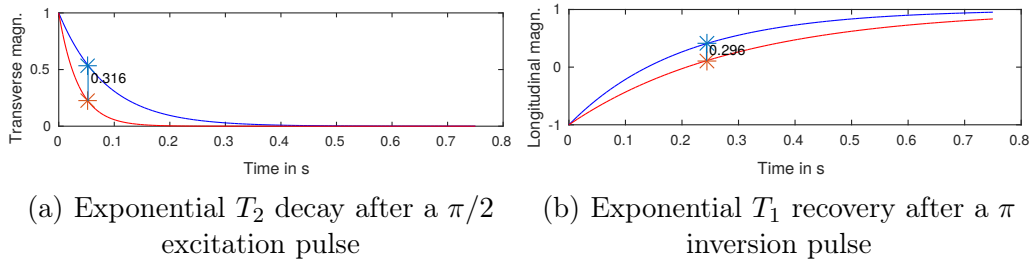 Transverse magn.
1
0.5
0
0.316
0 0.1 0.2 0.3 0.4 0.5 0.6 0.7 0.8
Time in s
(a) Exponential T₂ decay after a π/2
excitation pulse
Longitudinal magn.
1
0
-1
0.296
0 0.1 0.2 0.3 0.4 0.5 0.6 0.7 0.8
Time in s
(b) Exponential T₁ recovery after a π
inversion pulse